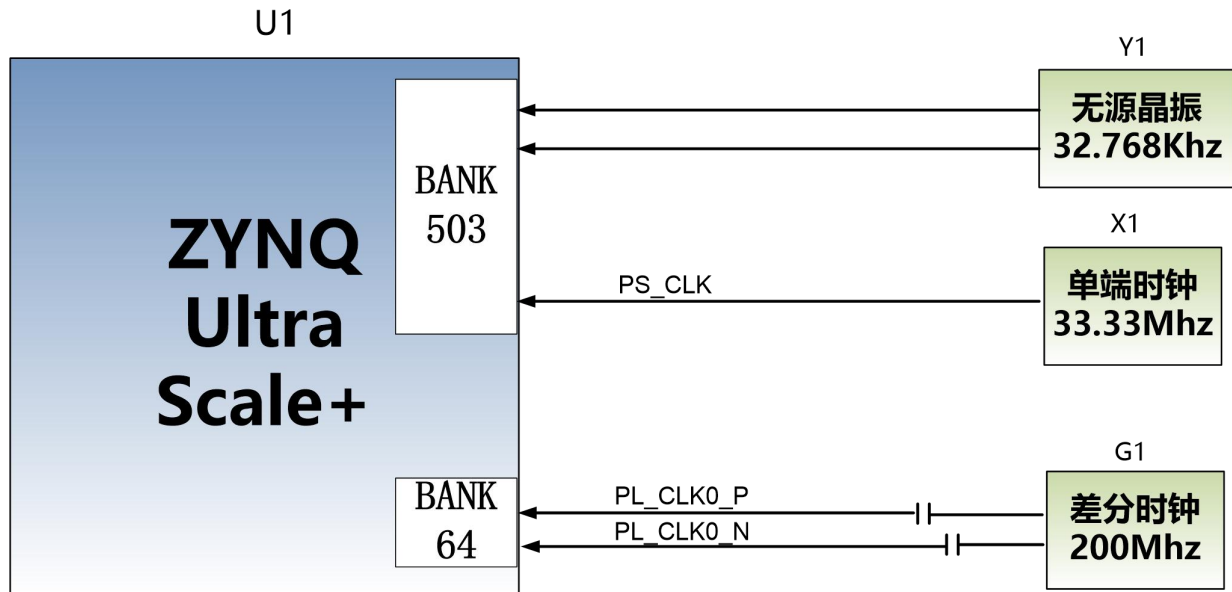 U1
ZYNQ
Ultra
Scale+
BANK
503
BANK
64
PS_CLK
PL_CLK0_P
PL_CLK0_N
Y1
无源晶振
32.768Khz
X1
单端时钟
33.33Mhz
G1
差分时钟
200Mhz